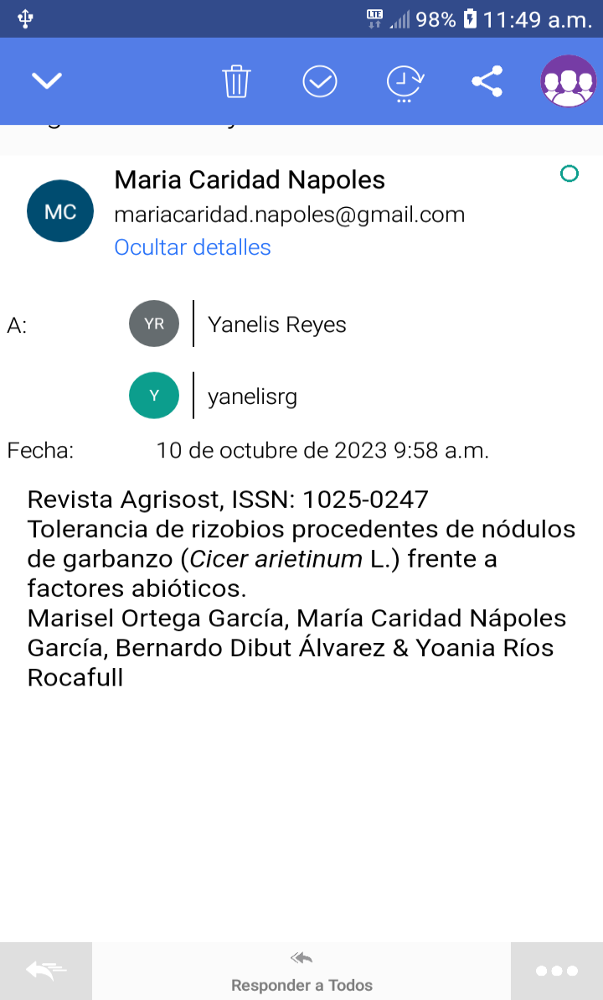 LTE 98% 11:49 a.m.
Maria Caridad Napoles
MC
mariacaridad.napoles@gmail.com
Ocultar detalles
A:
YR
Yanelis Reyes
Y
yanelisrg
Fecha: 10 de octubre de 2023 9:58 a.m.
Revista Agrisost, ISSN: 1025-0247
Tolerancia de rizobios procedentes de nódulos
de garbanzo (Cicer arietinum L.) frente a
factores abióticos.
Marisel Ortega García, María Caridad Nápoles
García, Bernardo Dibut Álvarez & Yoania Ríos
Rocafull
Responder a Todos